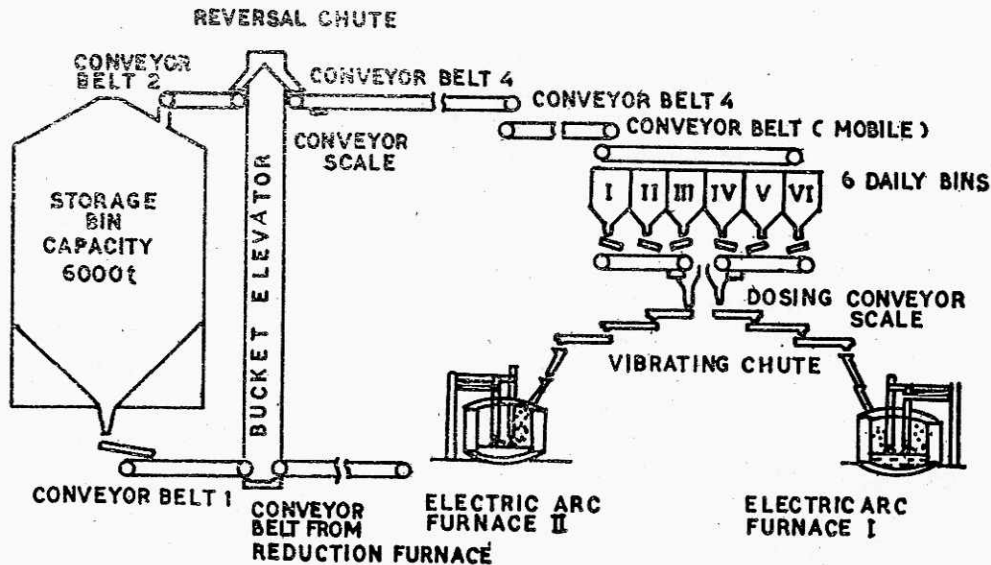 REVERSAL CHUTE
CONVEYOR
BELT 2
CONVEYOR BELT 4
CONVEYOR
SCALE
CONVEYOR BELT 4
CONVEYOR BELT (MOBILE)
6 DAILY BINS
I II III IV V VI
STORAGE
BIN
CAPACITY
6000t
BUCKET ELEVATOR
DOSING CONVEYOR
SCALE
VIBRATING CHUTE
CONVEYOR BELT 1
CONVEYOR
BELT FROM
REDUCTION FURNACE
ELECTRIC ARC
FURNACE II
ELECTRIC ARC
FURNACE I